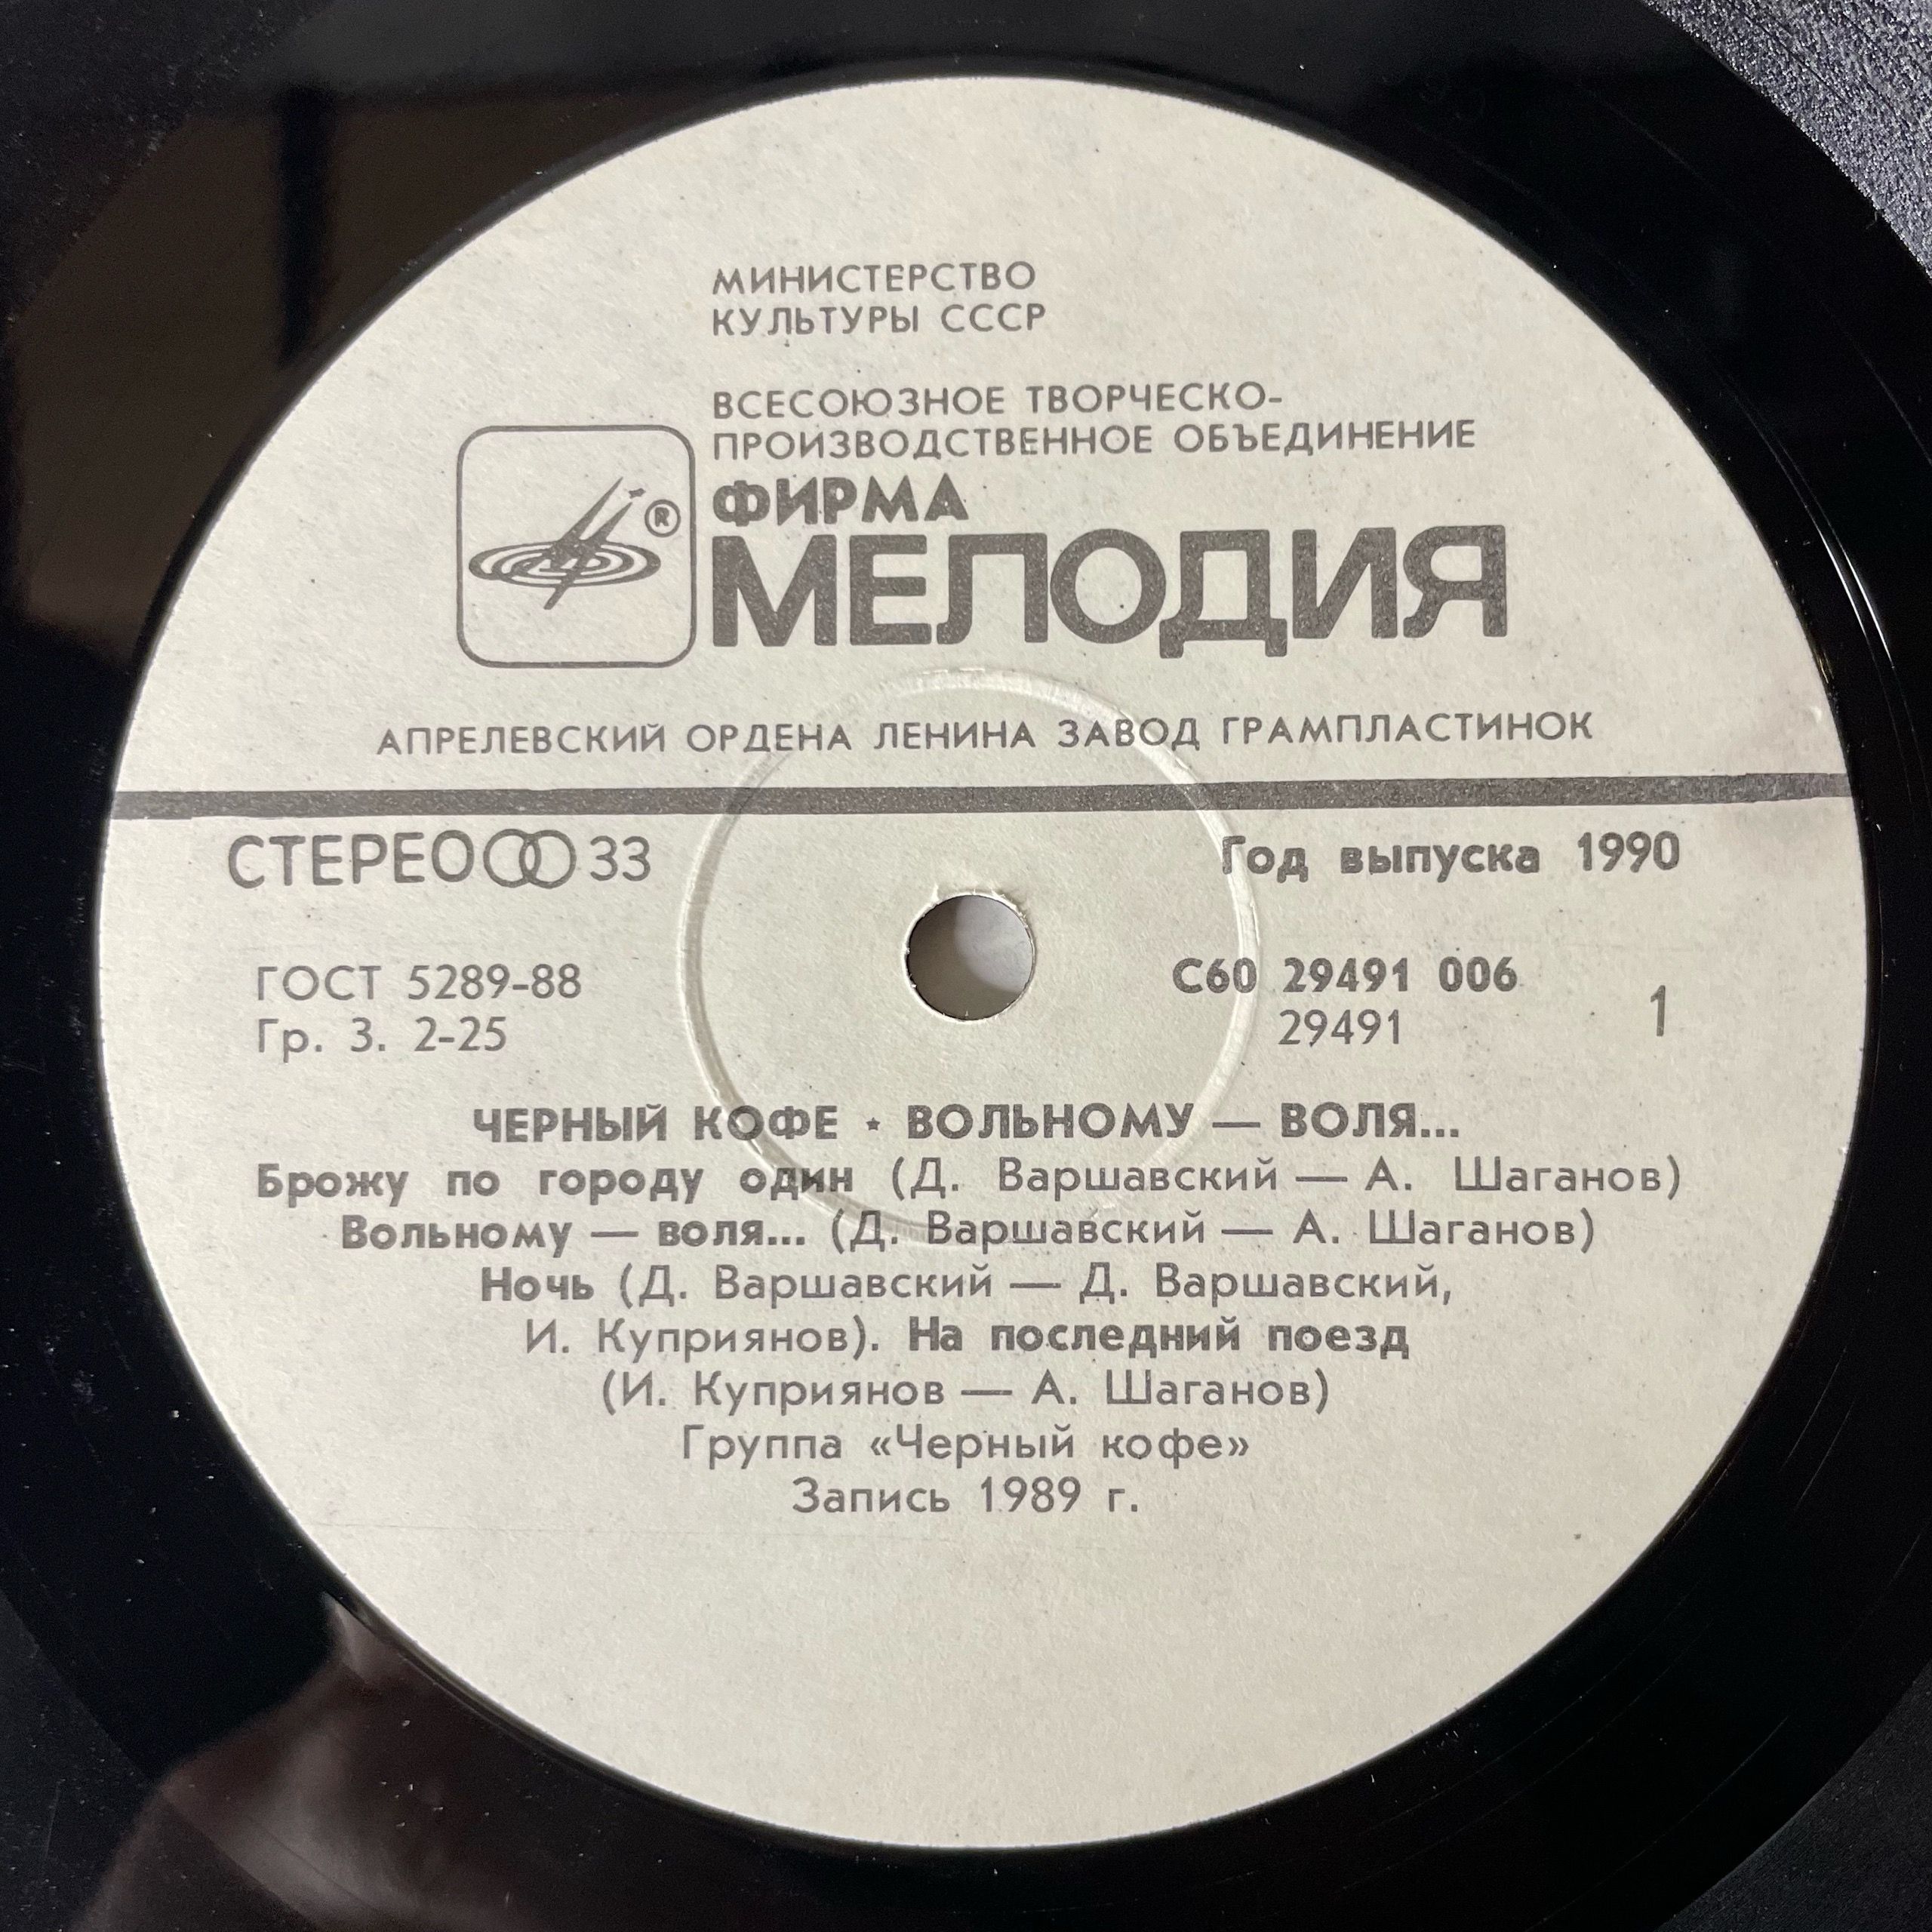 МИНИСТЕРСТВО
КУЛЬТУРЫ СССР
ВСЕСОЮЗНОЕ ТВОРЧЕСКО-
ПРОИЗВОДСТВЕННОЕ ОБЪЕДИНЕНИЕ
ФИРМА
®
МЕЛОДИЯ
АПРЕЛЕВСКИЙ ОРДЕНА ЛЕНИНА ЗАВОД ГРАМПЛАСТИНОК
СТЕРЕО 33
Год выпуска 1990
ГОСТ 5289-88
Гр. 3. 2-25
С60 29491 006
29491
1
ЧЕРНЫЙ КОФЕ ⋆ ВОЛЬНОМУ — ВОЛЯ...
Брожу по городу один (Д. Варшавский — А. Шаганов)
Вольному — воля... (Д. Варшавский — А. Шаганов)
Ночь (Д. Варшавский — Д. Варшавский,
И. Куприянов). На последний поезд
(И. Куприянов — А. Шаганов)
Группа «Черный кофе»
Запись 1989 г.